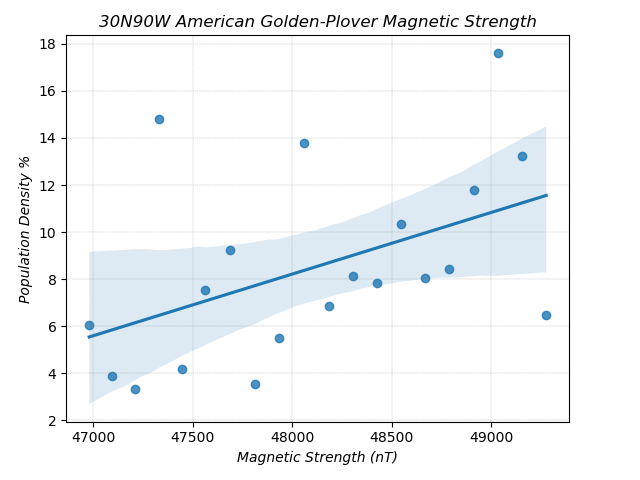 30N90W American Golden-Plover Magnetic Strength
18
16
14
12
10
8
6
4
2
Population Density %
47000 47500 48000 48500 49000
Magnetic Strength (nT)